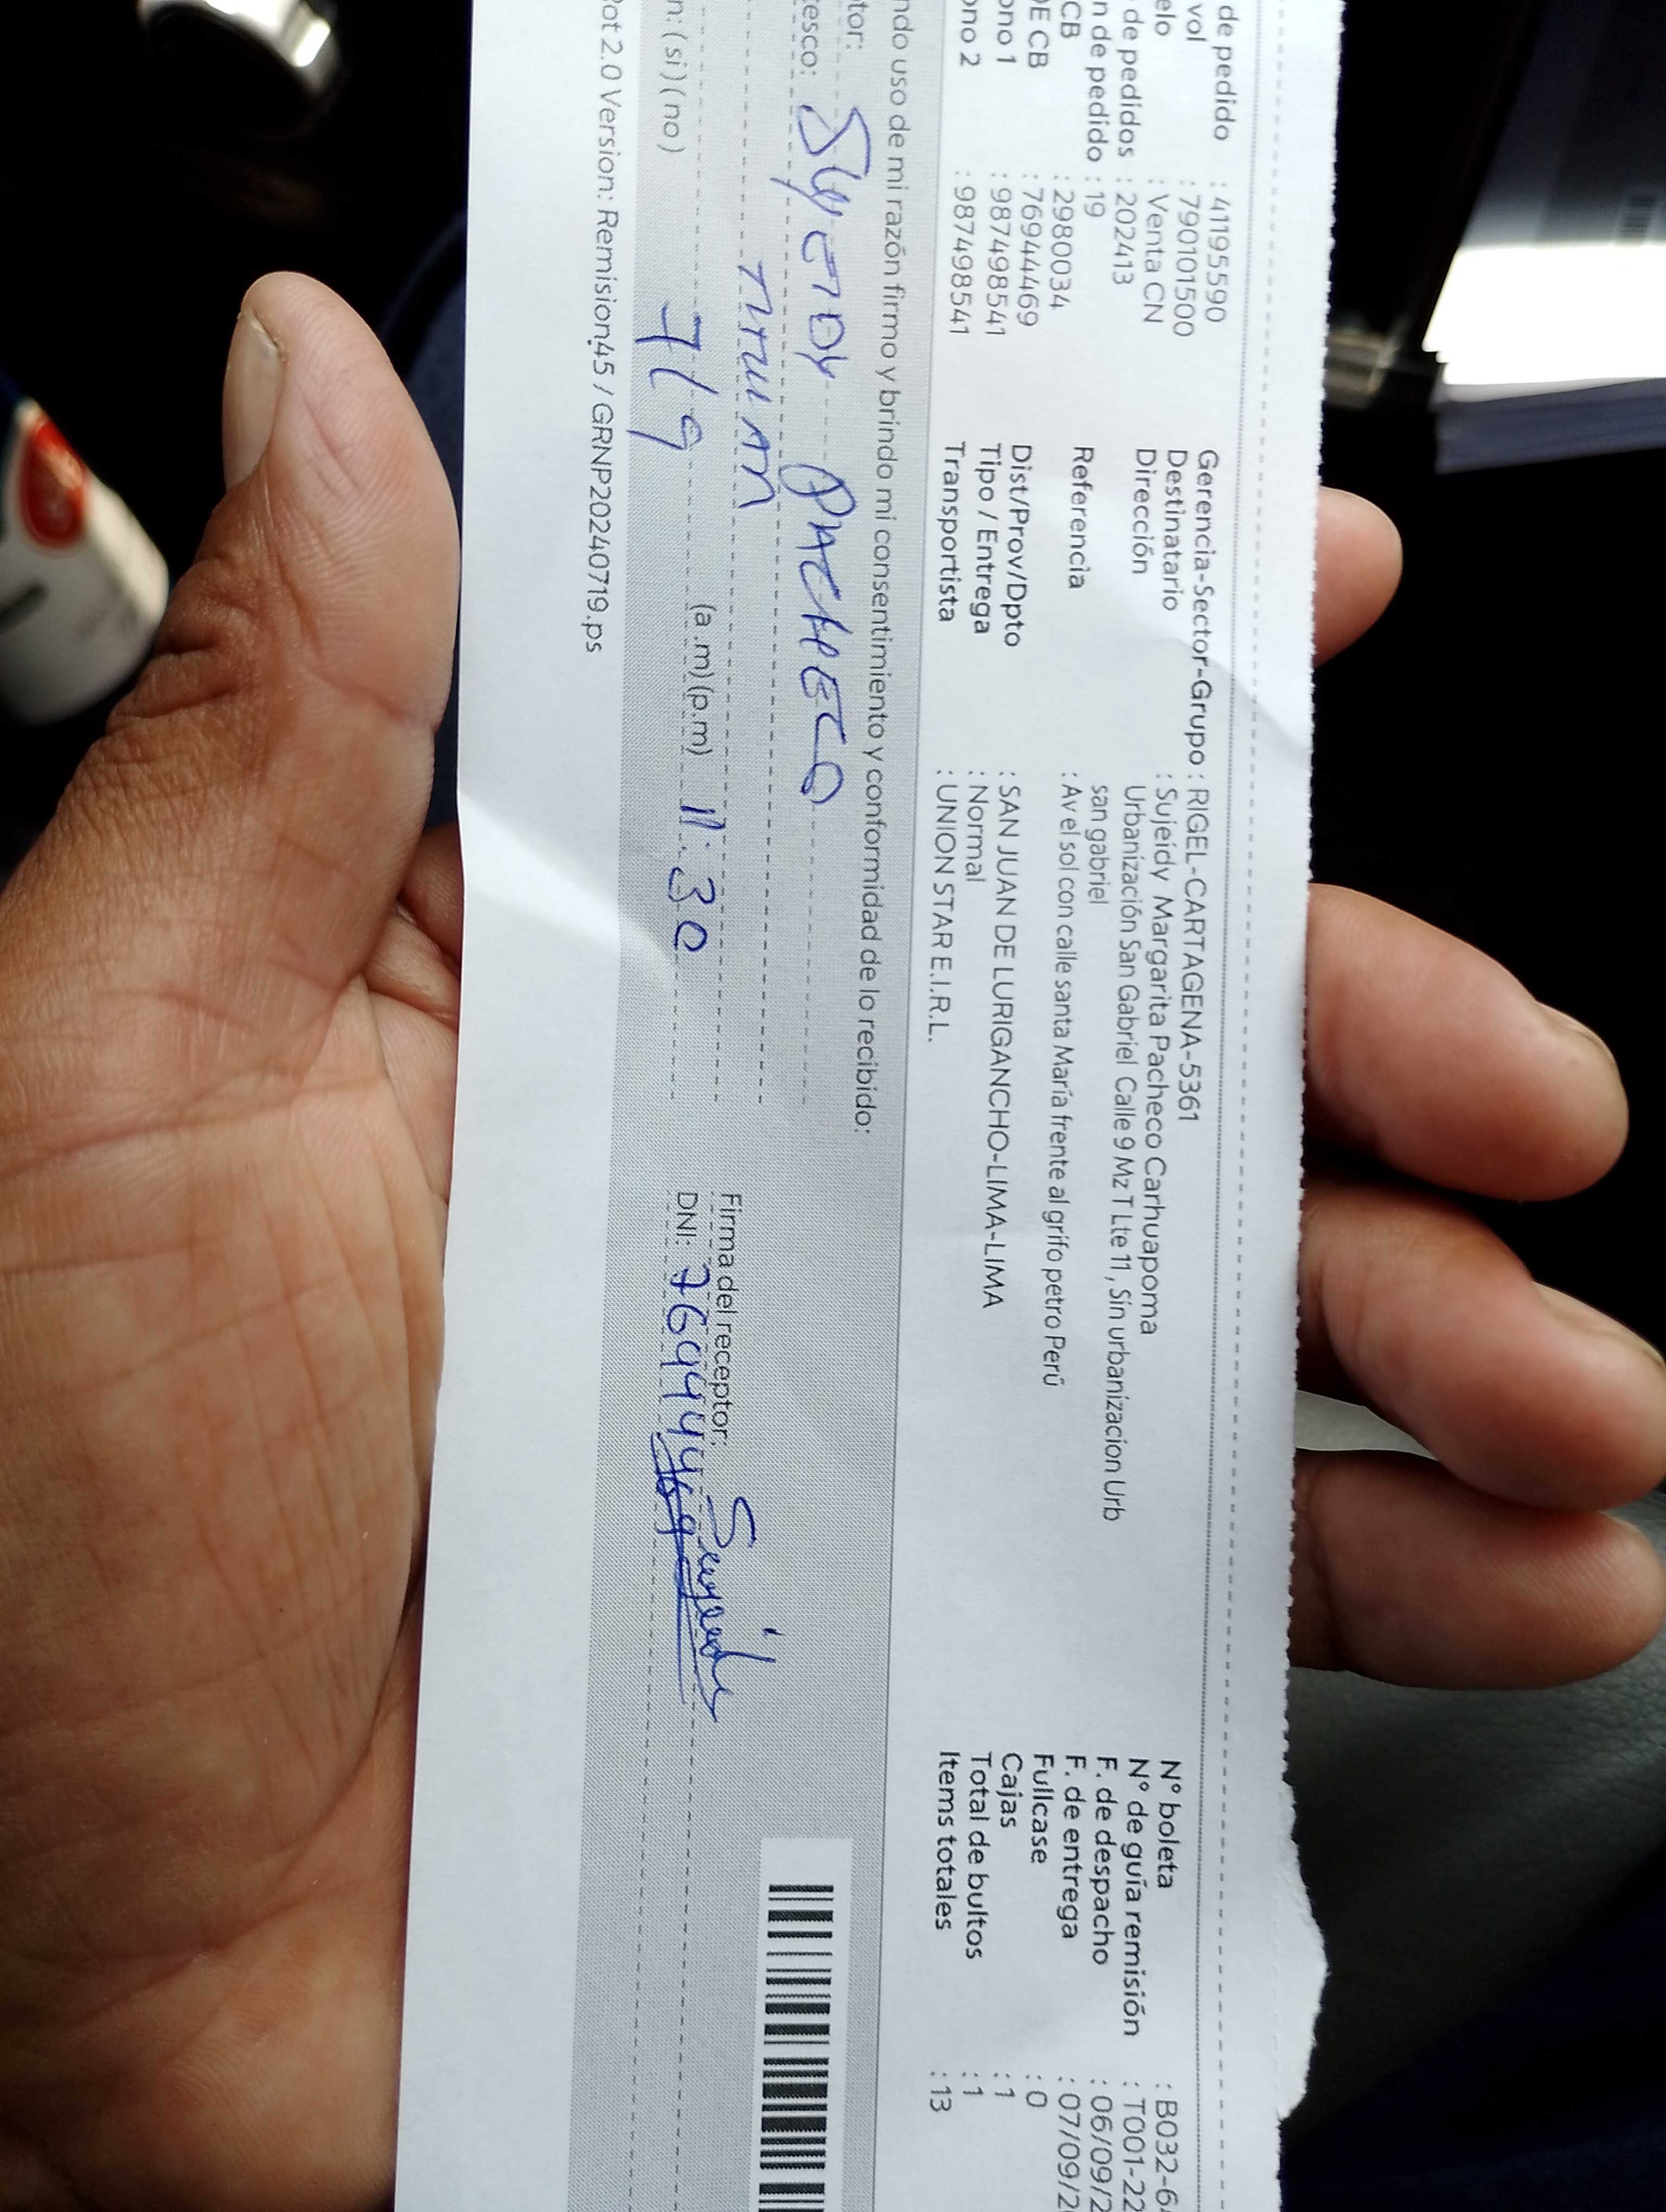 de pedido : 41195590
vol : 790101500
elo : Venta CN
de pedidos : 202413
n de pedido : 19
CB : 2980034
DE CB : 76944469
ono 1 : 987498541
ono 2 : 987498541
Gerencia-Sector-Grupo : RIGEL-CARTAGENA-5361
Destinatario : Sujeidy Margarita Pacheco Carhuapoma
Dirección Urbanización San Gabriel Calle 9 Mz T Lte 11, Sin urbanizacion Urb
san gabriel
Referencia : Av el sol con calle santa María frente al grifo petro Perú
Dist/Prov/Dpto : SAN JUAN DE LURIGANCHO-LIMA-LIMA
Tipo / Entrega : Normal
Transportista : UNION STAR E.I.R.L.
N° boleta : B032-64
N° de guía remisión : T001-22
F. de despacho : 06/09/2
F. de entrega : 07/09/20
Fullcase : 0
Cajas : 1
Total de bultos : 1
Items totales : 13
ndo uso de mi razón firmo y brindo mi consentimiento y conformidad de lo recibido:
tor: PACHECO
esco: TITULAR
7/9 (a.m) (p.m) 11:30
n: (si) (no)
Firma del receptor:
DNI: 76944469
Bot 2.0 Version: Remision45 / GRNP20240719.ps